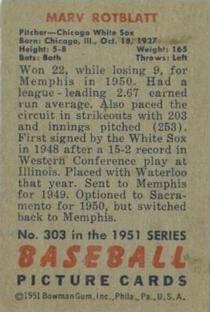 MARV ROTBLATT
Pitcher—Chicago White Sox
Born: Chicago, Ill., Oct. 18, 1927
Height: 5-8 Weight: 165
Bats: Both Throws: Left
Won 22, while losing 9, for
Memphis in 1950. Had a
league-leading 2.67 earned
run average. Also paced the
circuit in strikeouts with 203
and innings pitched (253).
First signed by the White Sox
in 1948 after a 15-2 record in
Western Conference play at
Illinois. Placed with Waterloo
that year. Sent to Memphis
for 1949. Optioned to Sacra-
mento for 1950, but switched
back to Memphis.
No. 303 in the 1951 SERIES
BASEBALL
PICTURE CARDS
©1951 Bowman Gum, Inc., Phila., Pa., U.S.A.